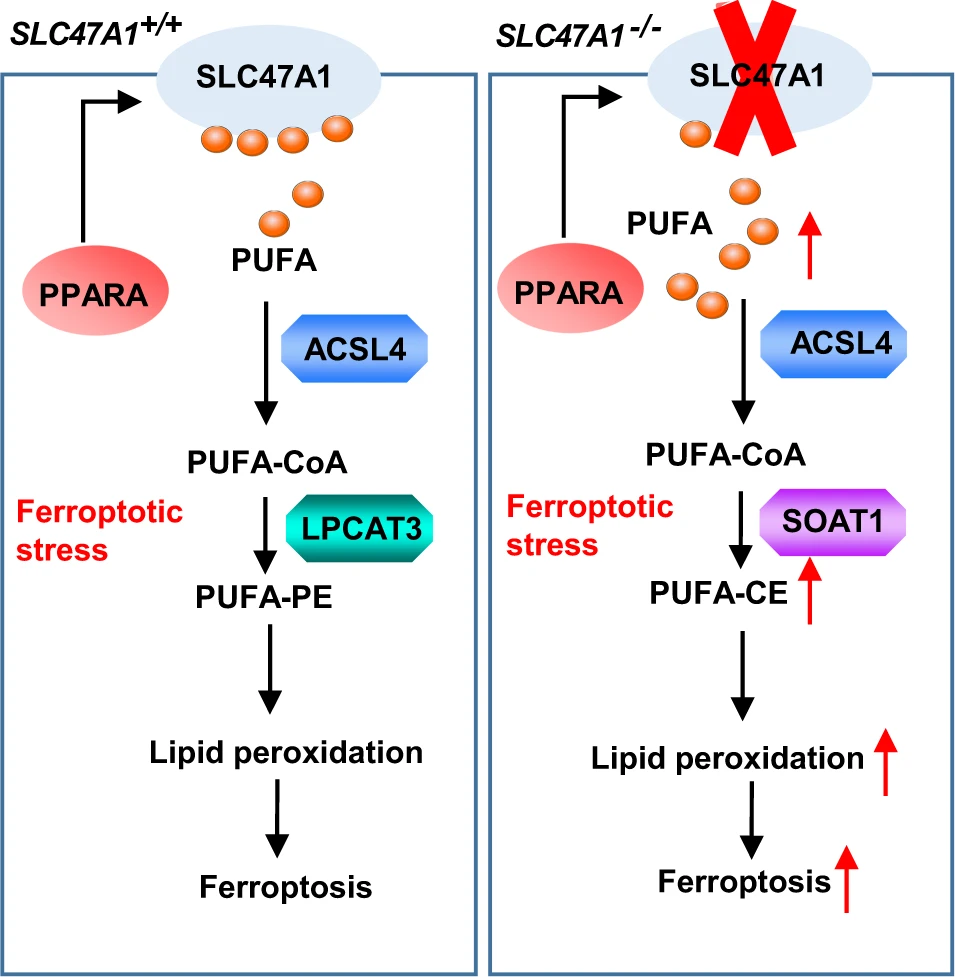 SLC47A1+/+
SLC47A1
PPARA
PUFA
ACSL4
PUFA-CoA
Ferroptotic
stress
LPCAT3
PUFA-PE
Lipid peroxidation
Ferroptosis
SLC47A1-/-
SLC47A1
PUFA
PPARA
ACSL4
PUFA-CoA
Ferroptotic
stress
SOAT1
PUFA-CE
Lipid peroxidation
Ferroptosis